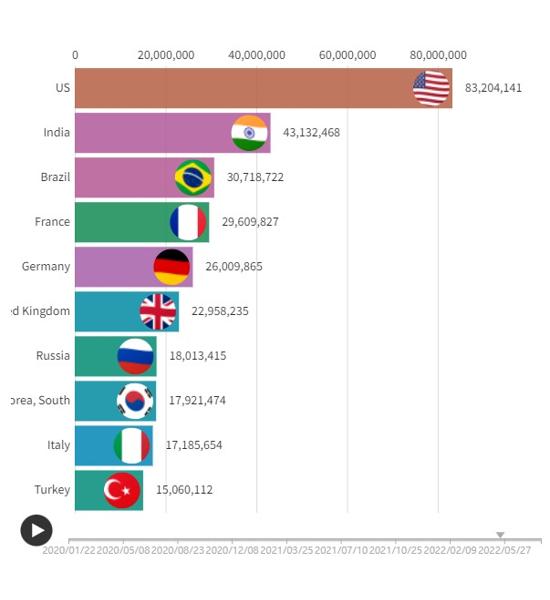 0 20,000,000 40,000,000 60,000,000 80,000,000
US 83,204,141
India 43,132,468
Brazil 30,718,722
France 29,609,827
Germany 26,009,865
ed Kingdom 22,958,235
Russia 18,013,415
orea, South 17,921,474
Italy 17,185,654
Turkey 15,060,112
2020/01/22 2020/05/08 2020/08/23 2020/12/08 2021/03/25 2021/07/10 2021/10/25 2022/02/09 2022/05/27